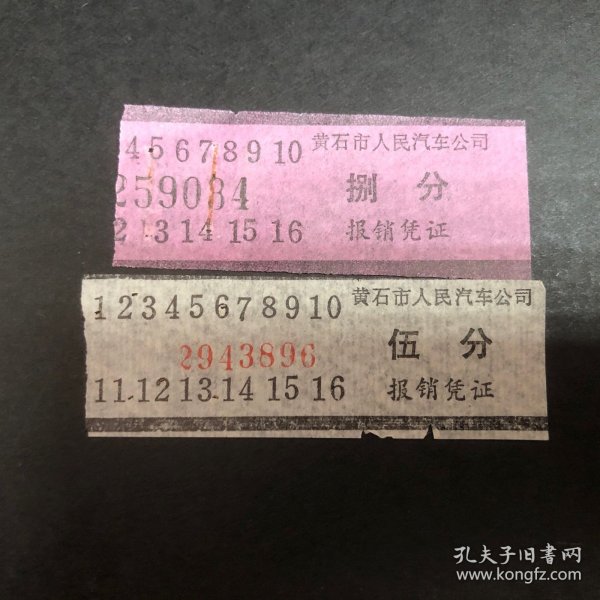 4 5 6 7 8 9 10 黄石市人民汽车公司
259084 捌 分
2 13 14 15 16 报销凭证
1 2 3 4 5 6 7 8 9 10 黄石市人民汽车公司
2943896 伍 分
11 12 13 14 15 16 报销凭证
孔夫子旧書网
www.kongfz.com